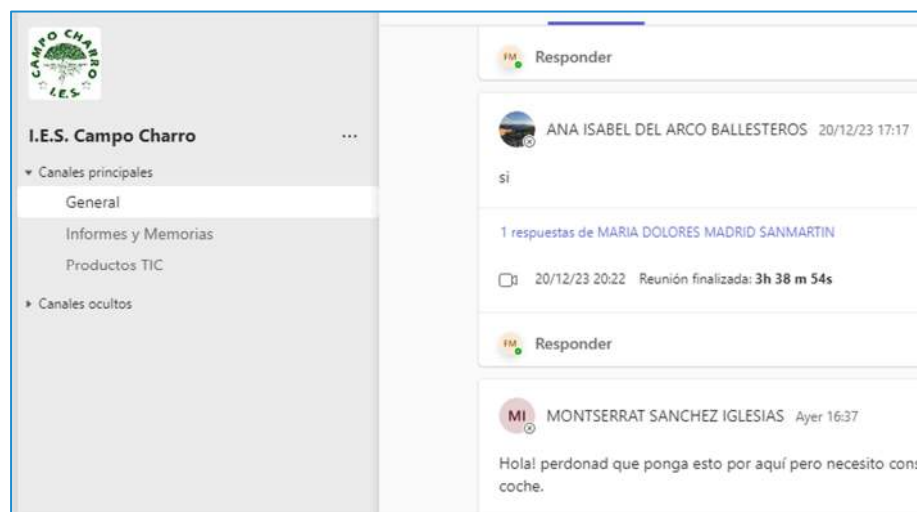 CAMPO CHARRO
I.E.S.
I.E.S. Campo Charro
Canales principales
General
Informes y Memorias
Productos TIC
Canales ocultos
FM Responder
ANA ISABEL DEL ARCO BALLESTEROS 20/12/23 17:17
si
1 respuestas de MARIA DOLORES MADRID SANMARTIN
20/12/23 20:22 Reunión finalizada: 3h 38 m 54s
FM Responder
MI MONTSERRAT SANCHEZ IGLESIAS Ayer 16:37
Hola! perdonad que ponga esto por aquí pero necesito cons
coche.